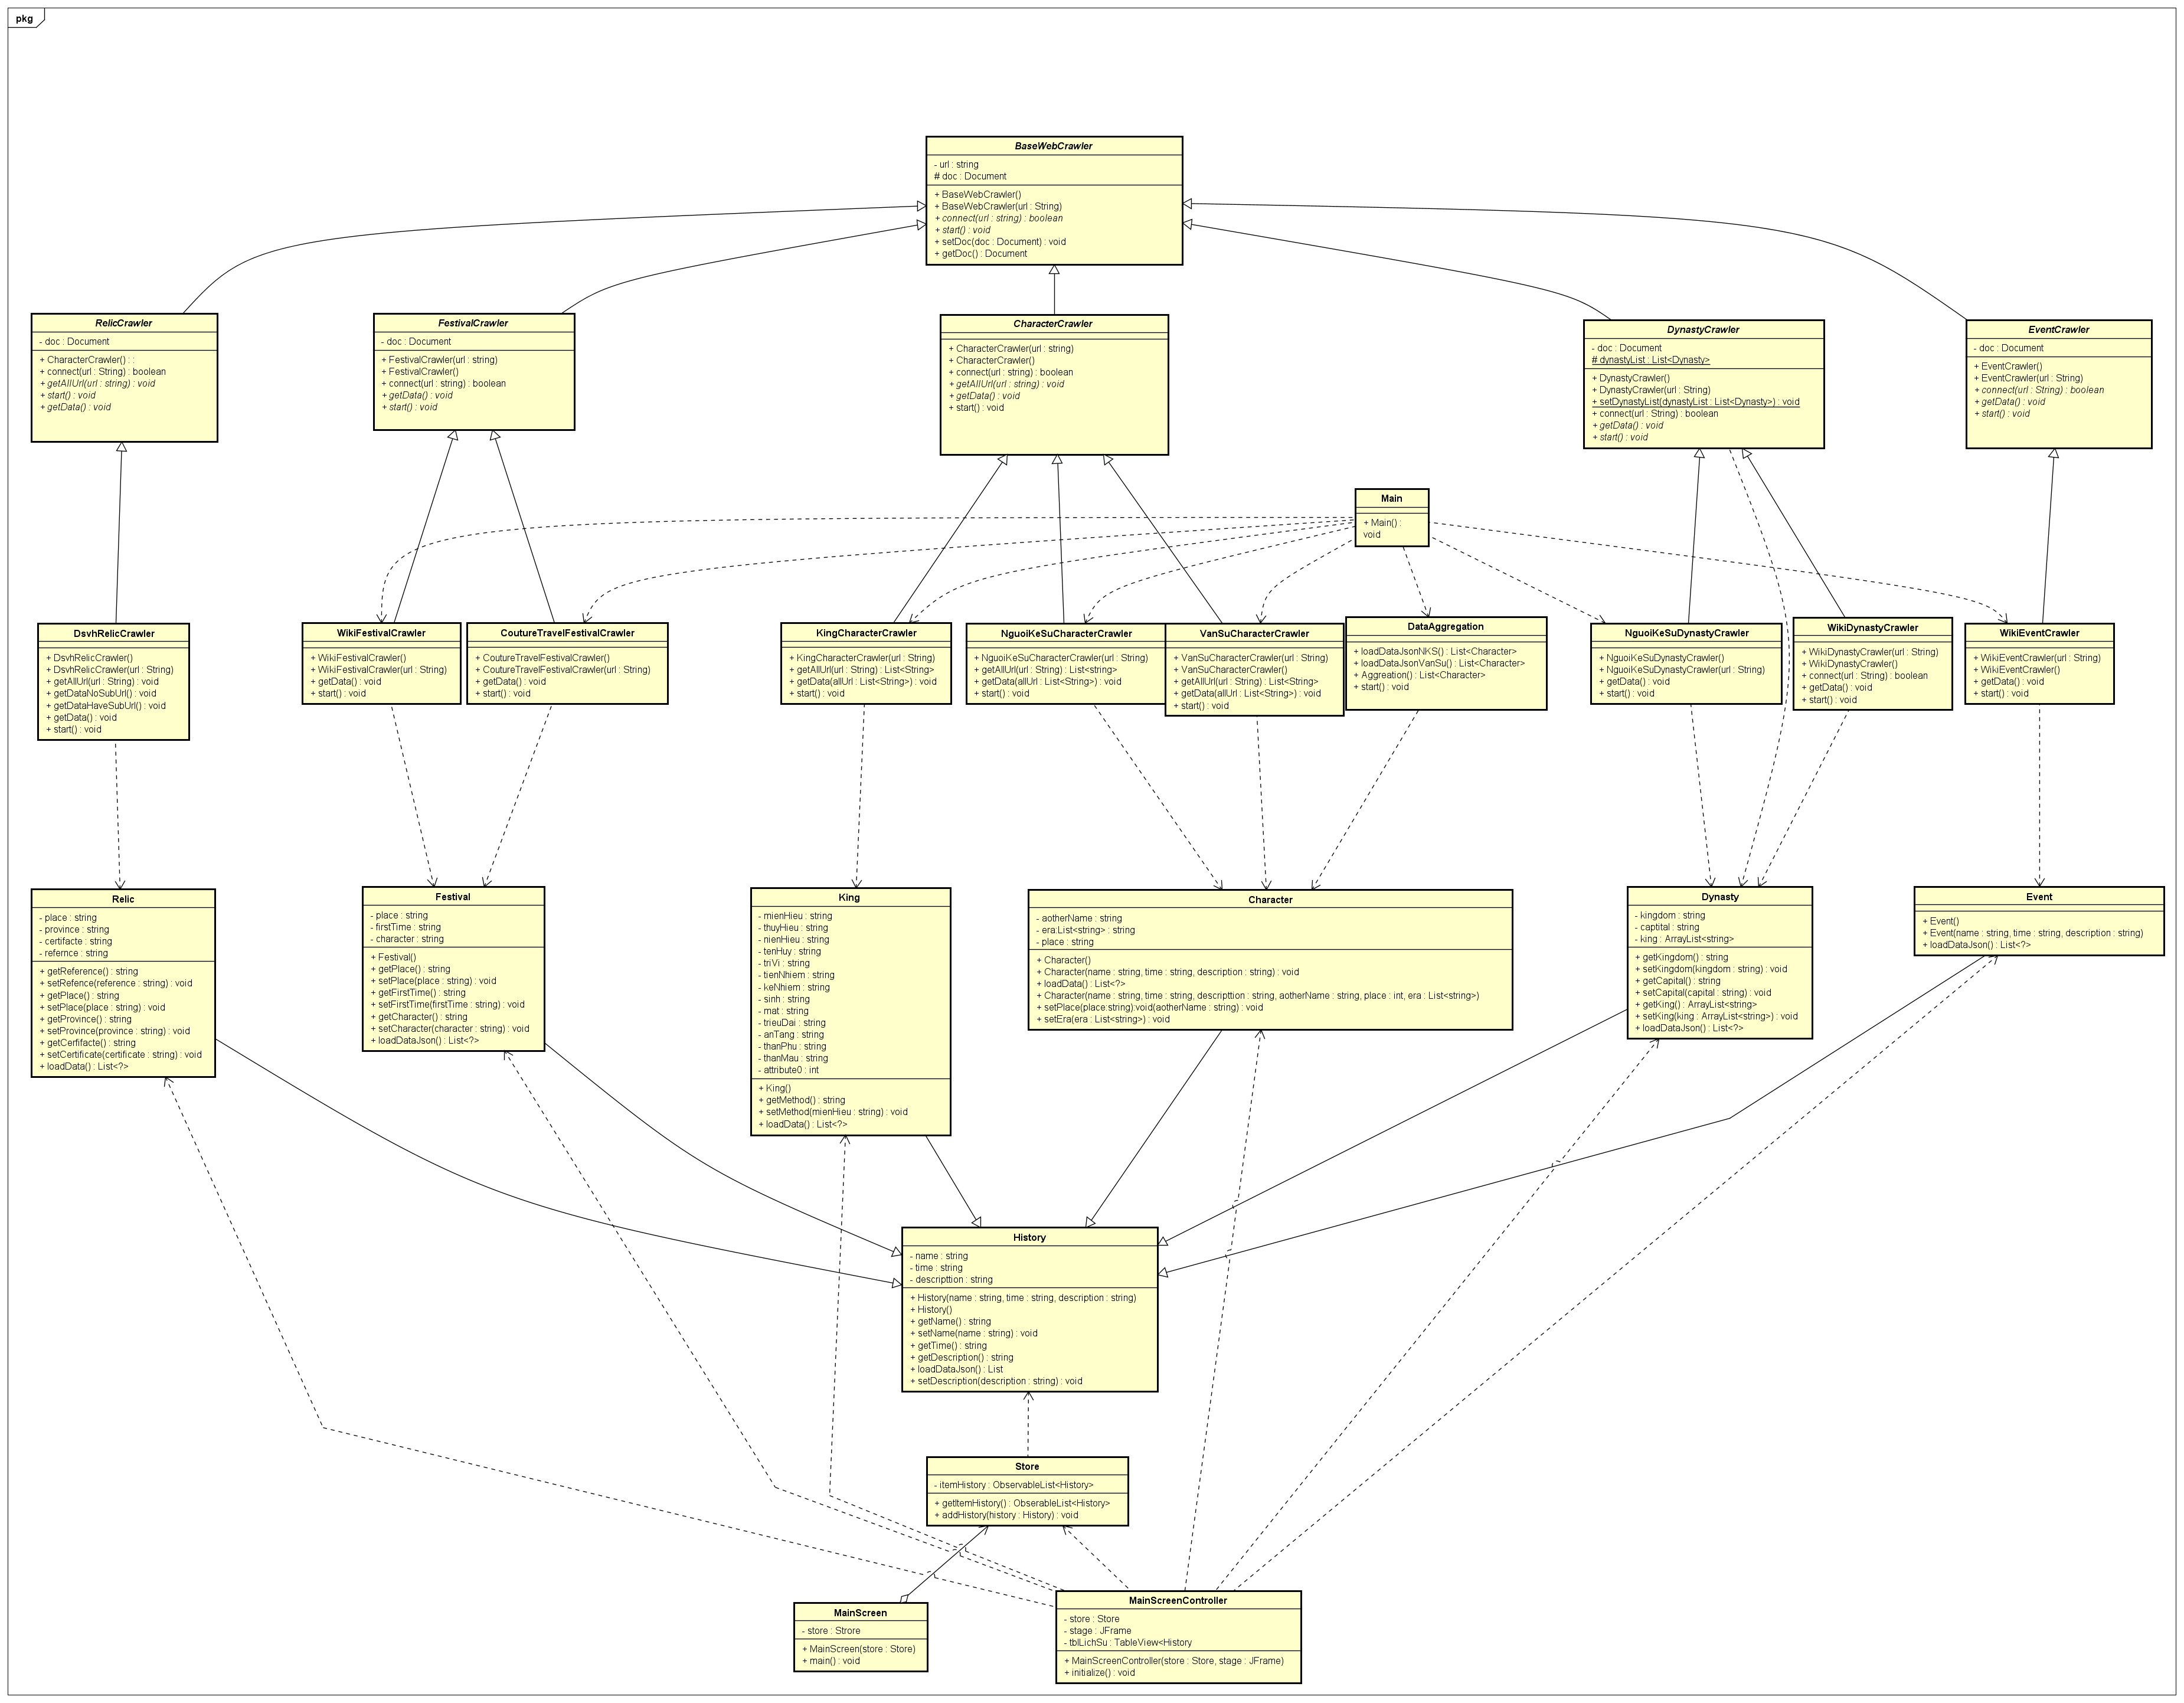 pkg
BaseWebCrawler
- url : string
# doc : Document
+ BaseWebCrawler()
+ BaseWebCrawler(url : String)
+ connect(url : string) : boolean
+ start() : void
+ setDoc(doc : Document) : void
+ getDoc() : Document
RelicCrawler
- doc : Document
+ CharacterCrawler() : :
+ connect(url : String) : boolean
+ getAllUrl(url : string) : void
+ start() : void
+ getData() : void
FestivalCrawler
- doc : Document
+ FestivalCrawler(url : string)
+ FestivalCrawler()
+ connect(url : string) : boolean
+ getData() : void
+ start() : void
CharacterCrawler
+ CharacterCrawler(url : string)
+ CharacterCrawler()
+ connect(url : string) : boolean
+ getAllUrl(url : string) : void
+ getData() : void
+ start() : void
DynastyCrawler
- doc : Document
# dynastyList : List<Dynasty>
+ DynastyCrawler()
+ DynastyCrawler(url : String)
+ setDynastyList(dynastyList : List<Dynasty>) : void
+ connect(url : String) : boolean
+ getData() : void
+ start() : void
EventCrawler
- doc : Document
+ EventCrawler()
+ EventCrawler(url : String)
+ connect(url : String) : boolean
+ getData() : void
+ start() : void
Main
+ Main() :
void
DsvhRelicCrawler
+ DsvhRelicCrawler()
+ DsvhRelicCrawler(url : String)
+ getAllUrl(url : String) : void
+ getDataNoSubUrl() : void
+ getDataHaveSubUrl() : void
+ getData() : void
+ start() : void
WikiFestivalCrawler
+ WikiFestivalCrawler()
+ WikiFestivalCrawler(url : String)
+ getData() : void
+ start() : void
CoutureTravelFestivalCrawler
+ CoutureTravelFestivalCrawler()
+ CoutureTravelFestivalCrawler(url : String)
+ getData() : void
+ start() : void
KingCharacterCrawler
+ KingCharacterCrawler(url : String)
+ getAllUrl(url : String) : List<String>
+ getData(allUrl : List<String>) : void
+ start() : void
NguoiKeSuCharacterCrawler
+ NguoiKeSuCharacterCrawler(url : String)
+ getAllUrl(url : String) : List<string>
+ getData(allUrl : List<String>) : void
+ start() : void
VanSuCharacterCrawler
+ VanSuCharacterCrawler(url : String)
+ VanSuCharacterCrawler()
+ getAllUrl(url : String) : List<String>
+ getData(allUrl : List<String>) : void
+ start() : void
DataAggregation
+ loadDataJsonNKS() : List<Character>
+ loadDataJsonVanSu() : List<Character>
+ Aggreation() : List<Character>
+ start() : void
NguoiKeSuDynastyCrawler
+ NguoiKeSuDynastyCrawler()
+ NguoiKeSuDynastyCrawler(url : String)
+ getData() : void
+ start() : void
WikiDynastyCrawler
+ WikiDynastyCrawler(url : String)
+ WikiDynastyCrawler()
+ connect(url : String) : boolean
+ getData() : void
+ start() : void
WikiEventCrawler
+ WikiEventCrawler(url : String)
+ WikiEventCrawler()
+ getData() : void
+ start() : void
Relic
- place : string
- province : string
- certifacte : string
- refernce : string
+ getReference() : string
+ setRefence(reference : string) : void
+ getPlace() : string
+ setPlace(place : string) : void
+ getProvince() : string
+ setProvince(province : string) : void
+ getCerfifacte() : string
+ setCertificate(certificate : string) : void
+ loadData() : List<?>
Festival
- place : string
- firstTime : string
- character : string
+ Festival()
+ getPlace() : string
+ setPlace(place : string) : void
+ getFirstTime() : string
+ setFirstTime(firstTime : string) : void
+ getCharacter() : string
+ setCharacter(character : string) : void
+ loadDataJson() : List<?>
King
- mienHieu : string
- thuyHieu : string
- nienHieu : string
- tenHuy : string
- triVi : string
- tienNhiem : string
- keNhiem : string
- sinh : string
- mat : string
- trieuDai : string
- anTang : string
- thanPhu : string
- thanMau : string
- attribute0 : int
+ King()
+ getMethod() : string
+ setMethod(mienHieu : string) : void
+ loadData() : List<?>
Character
- aotherName : string
- era:List<string> : string
- place : string
+ Character()
+ Character(name : string, time : string, description : string) : void
+ loadData() : List<?>
+ Character(name : string, time : string, descripttion : string, aotherName : string, place : int, era : List<string>)
+ setPlace(place:string):void(aotherName : string) : void
+ setEra(era : List<string>) : void
Dynasty
- kingdom : string
- captital : string
- king : ArrayList<string>
+ getKingdom() : string
+ setKingdom(kingdom : string) : void
+ getCapital() : string
+ setCapital(capital : string) : void
+ getKing() : ArrayList<string>
+ setKing(king : ArrayList<string>) : void
+ loadDataJson() : List<?>
Event
+ Event()
+ Event(name : string, time : string, description : string)
+ loadDataJson() : List<?>
History
- name : string
- time : string
- descripttion : string
+ History(name : string, time : string, description : string)
+ History()
+ getName() : string
+ setName(name : string) : void
+ getTime() : string
+ getDescription() : string
+ loadDataJson() : List
+ setDescription(description : string) : void
Store
- itemHistory : ObservableList<History>
+ getItemHistory() : ObserableList<History>
+ addHistory(history : History) : void
MainScreen
- store : Strore
+ MainScreen(store : Store)
+ main() : void
MainScreenController
- store : Store
- stage : JFrame
- tblLichSu : TableView<History
+ MainScreenController(store : Store, stage : JFrame)
+ initialize() : void